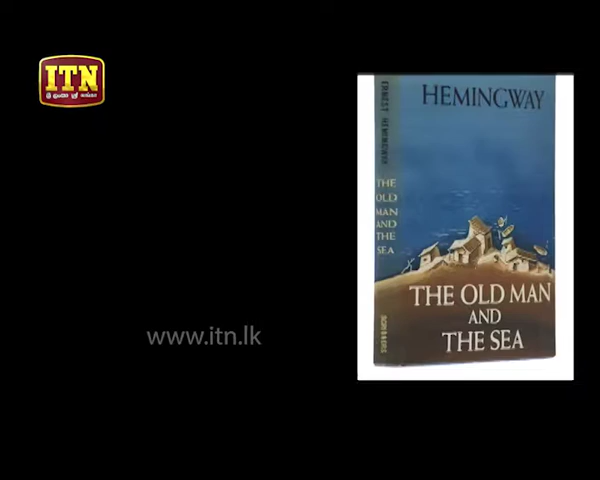 ITN
HEMINGWAY
ERNEST HEMINGWAY
THE
OLD
MAN
AND
THE
SEA
SCRIBNERS
THE OLD MAN
AND
THE SEA
www.itn.lk